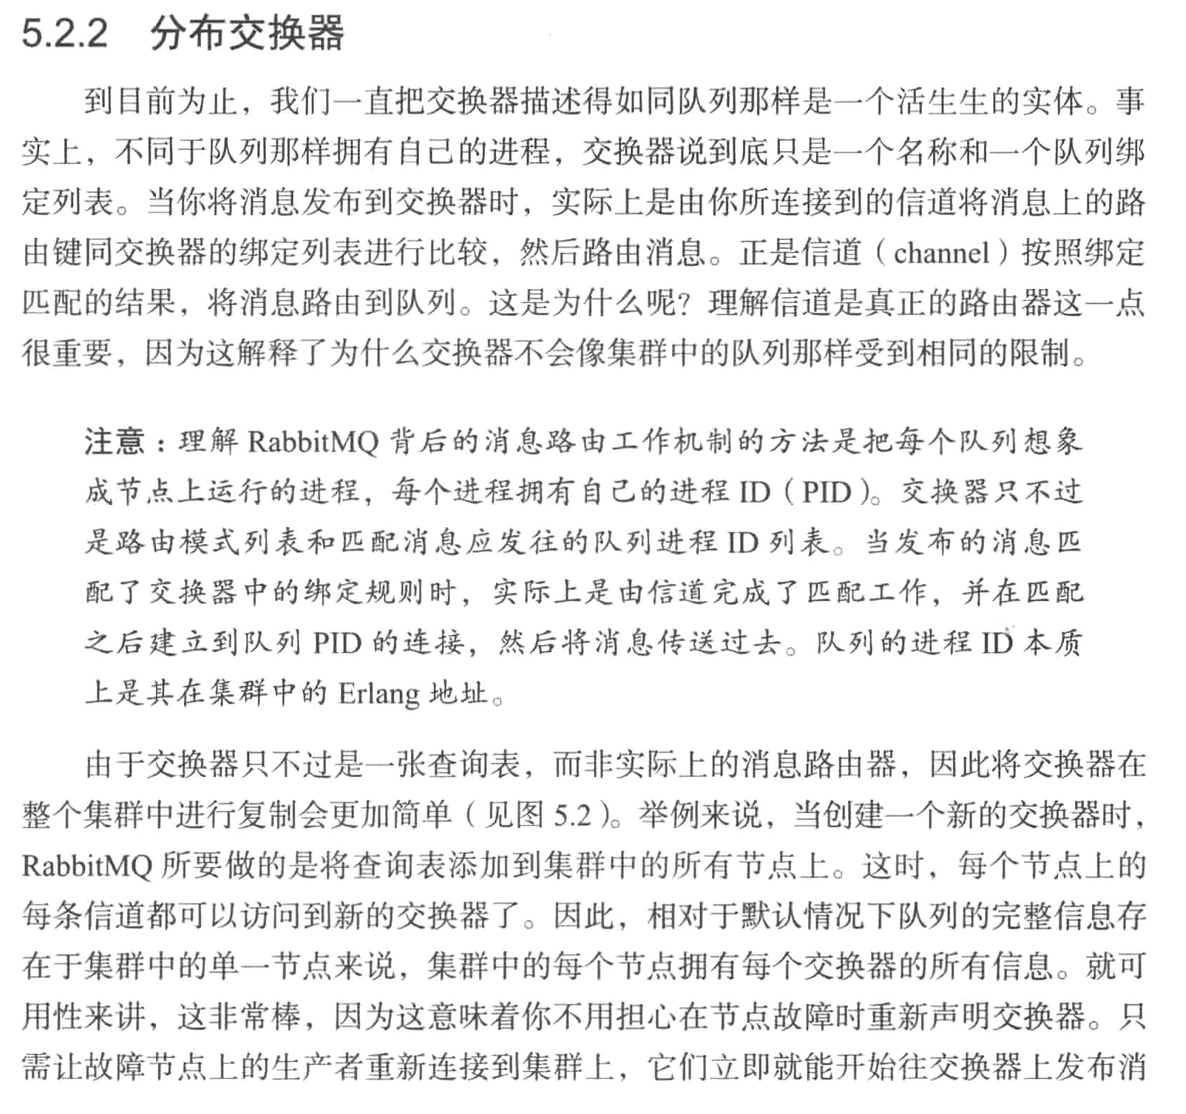 5.2.2 分布交换器
到目前为止，我们一直把交换器描述得如同队列那样是一个活生生的实体。事
实上，不同于队列那样拥有自己的进程，交换器说到底只是一个名称和一个队列绑
定列表。当你将消息发布到交换器时，实际上是由你所连接到的信道将消息上的路
由键同交换器的绑定列表进行比较，然后路由消息。正是信道（channel）按照绑定
匹配的结果，将消息路由到队列。这是为什么呢？理解信道是真正的路由器这一点
很重要，因为这解释了为什么交换器不会像集群中的队列那样受到相同的限制。
注意：理解 RabbitMQ 背后的消息路由工作机制的方法是把每个队列想象
成节点上运行的进程，每个进程拥有自己的进程 ID（PID）。交换器只不过
是路由模式列表和匹配消息应发往的队列进程 ID 列表。当发布的消息匹
配了交换器中的绑定规则时，实际上是由信道完成了匹配工作，并在匹配
之后建立到队列 PID 的连接，然后将消息传送过去。队列的进程 ID 本质
上是其在集群中的 Erlang 地址。
由于交换器只不过是一张查询表，而非实际上的消息路由器，因此将交换器在
整个集群中进行复制会更加简单（见图 5.2）。举例来说，当创建一个新的交换器时，
RabbitMQ 所要做的是将查询表添加到集群中的所有节点上。这时，每个节点上的
每条信道都可以访问到新的交换器了。因此，相对于默认情况下队列的完整信息存
在于集群中的单一节点来说，集群中的每个节点拥有每个交换器的所有信息。就可
用性来讲，这非常棒，因为这意味着你不用担心在节点故障时重新声明交换器。只
需让故障节点上的生产者重新连接到集群上，它们立即就能开始往交换器上发布消